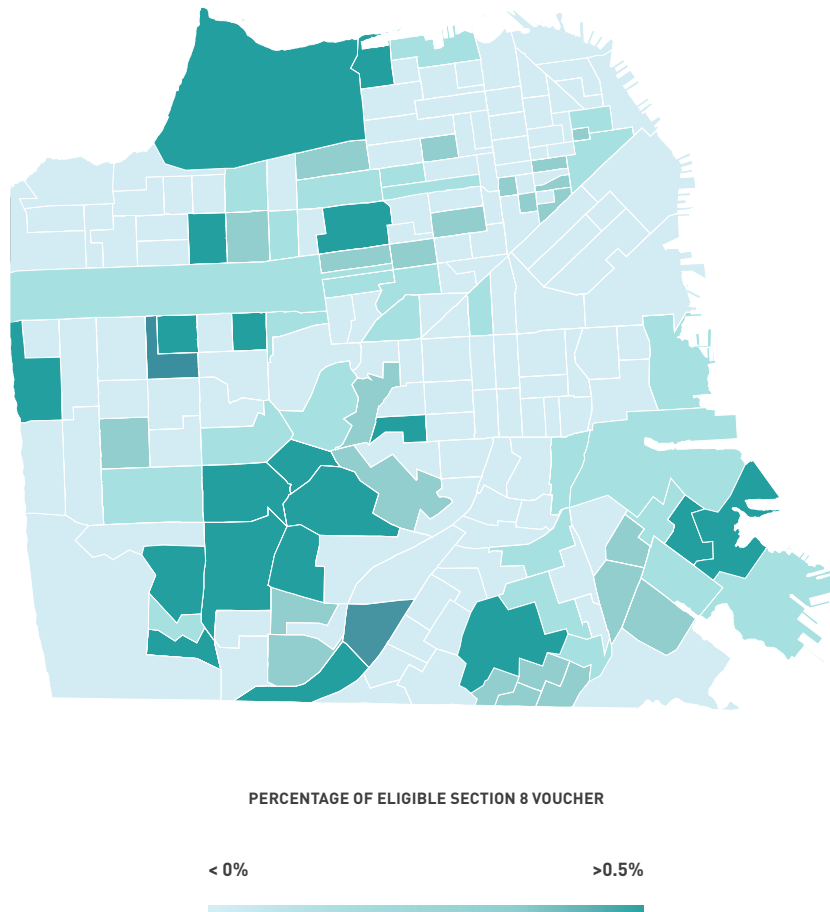 PERCENTAGE OF ELIGIBLE SECTION 8 VOUCHER
< 0% >0.5%